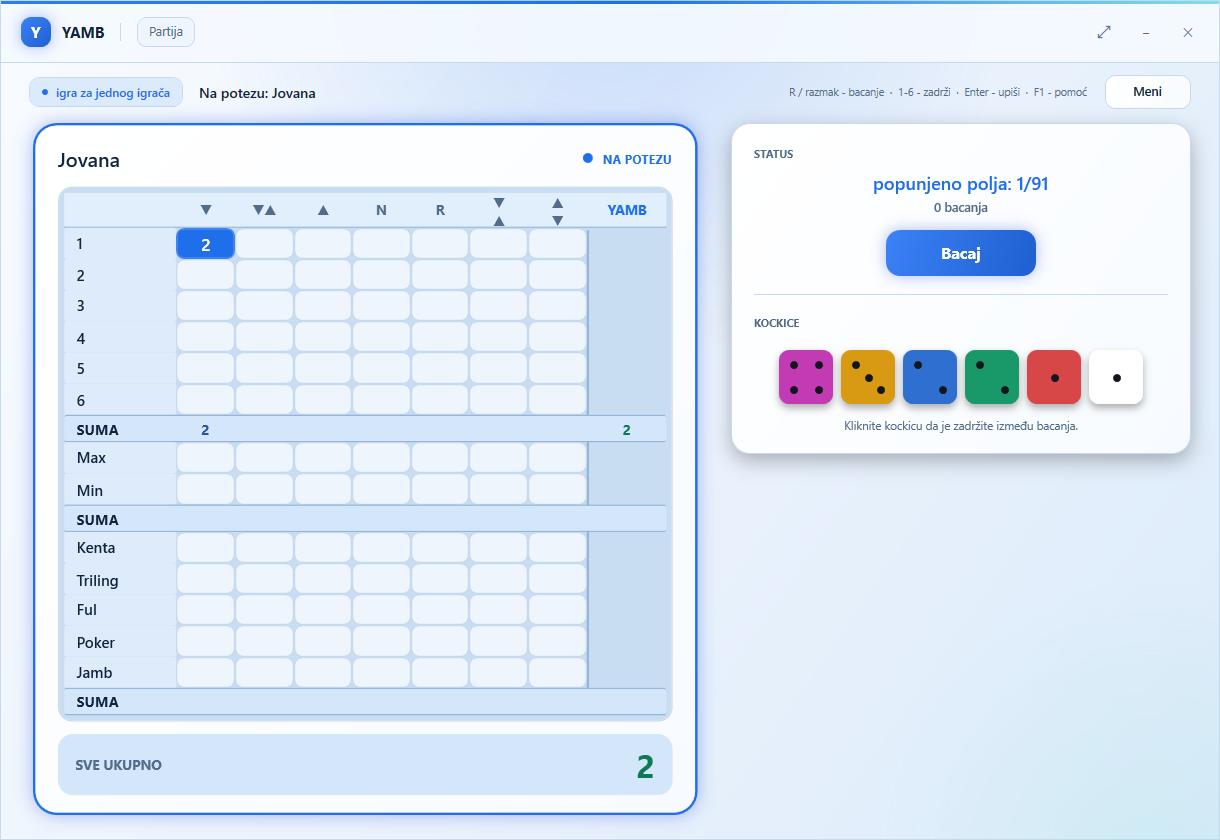 Y YAMB Partija
igra za jednog igrača Na potezu: Jovana R / razmak - bacanje · 1-6 - zadrži · Enter - upiši · F1 - pomoć Meni
Jovana NA POTEZU
▼ ▼▲ ▲ N R ▼▲ ▲▼ YAMB
1 2
2
3
4
5
6
SUMA 2 2
Max
Min
SUMA
Kenta
Triling
Ful
Poker
Jamb
SUMA
SVE UKUPNO 2
STATUS
popunjeno polja: 1/91
0 bacanja
Bacaj
KOCKICE
Kliknite kockicu da je zadržite između bacanja.